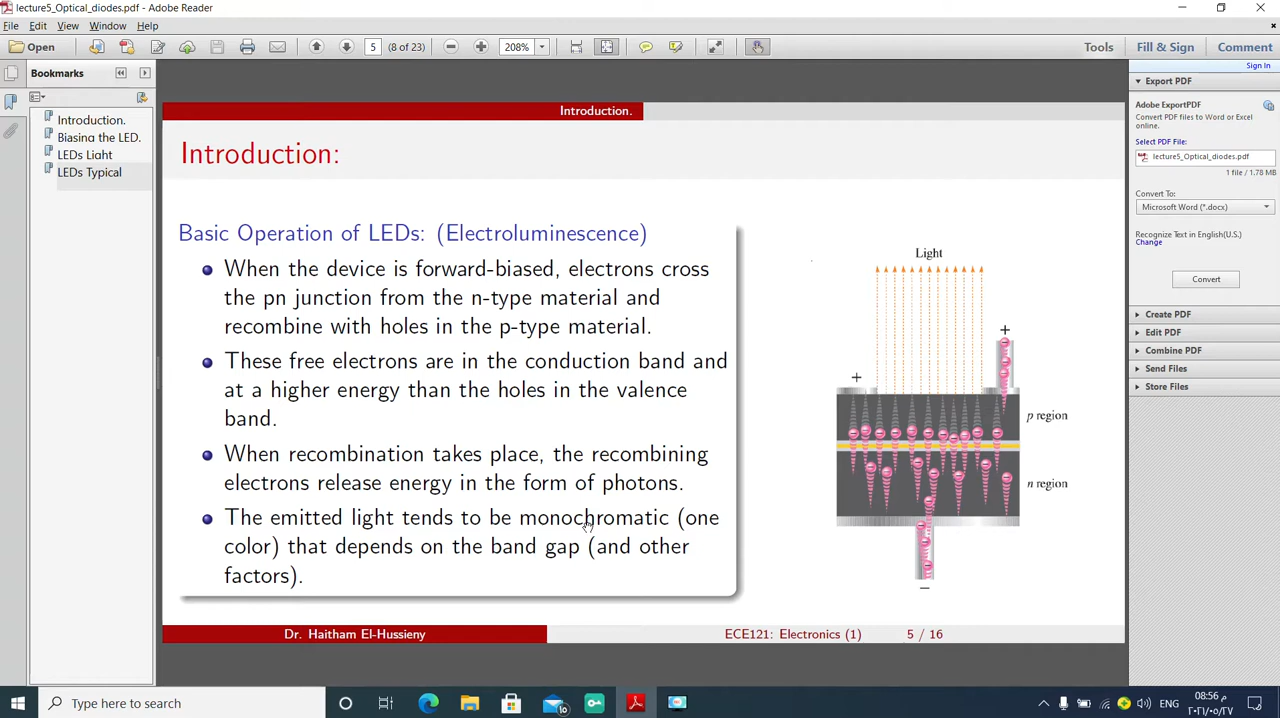 lecture5_Optical_diodes.pdf - Adobe Reader
File Edit View Window Help
Open 5 (8 of 23) 208% Tools Fill & Sign Comment
Sign In
Bookmarks
Introduction.
Biasing the LED.
LEDs Light
LEDs Typical
Introduction.
Introduction:
Basic Operation of LEDs: (Electroluminescence)
When the device is forward-biased, electrons cross
the pn junction from the n-type material and
recombine with holes in the p-type material.
These free electrons are in the conduction band and
at a higher energy than the holes in the valence
band.
When recombination takes place, the recombining
electrons release energy in the form of photons.
The emitted light tends to be monochromatic (one
color) that depends on the band gap (and other
factors).
Light
+
+
p region
n region
−
Dr. Haitham El-Hussieny ECE121: Electronics (1) 5 / 16
Export PDF
Adobe ExportPDF
Convert PDF files to Word or Excel
online.
Select PDF File:
lecture5_Optical_diodes.pdf
1 file / 1.78 MB
Convert To:
Microsoft Word (*.docx)
Recognize Text in English(U.S.)
Change
Convert
Create PDF
Edit PDF
Combine PDF
Send Files
Store Files
Type here to search
ENG
08:56 م
٢٠٢١/٠٥/٢٧